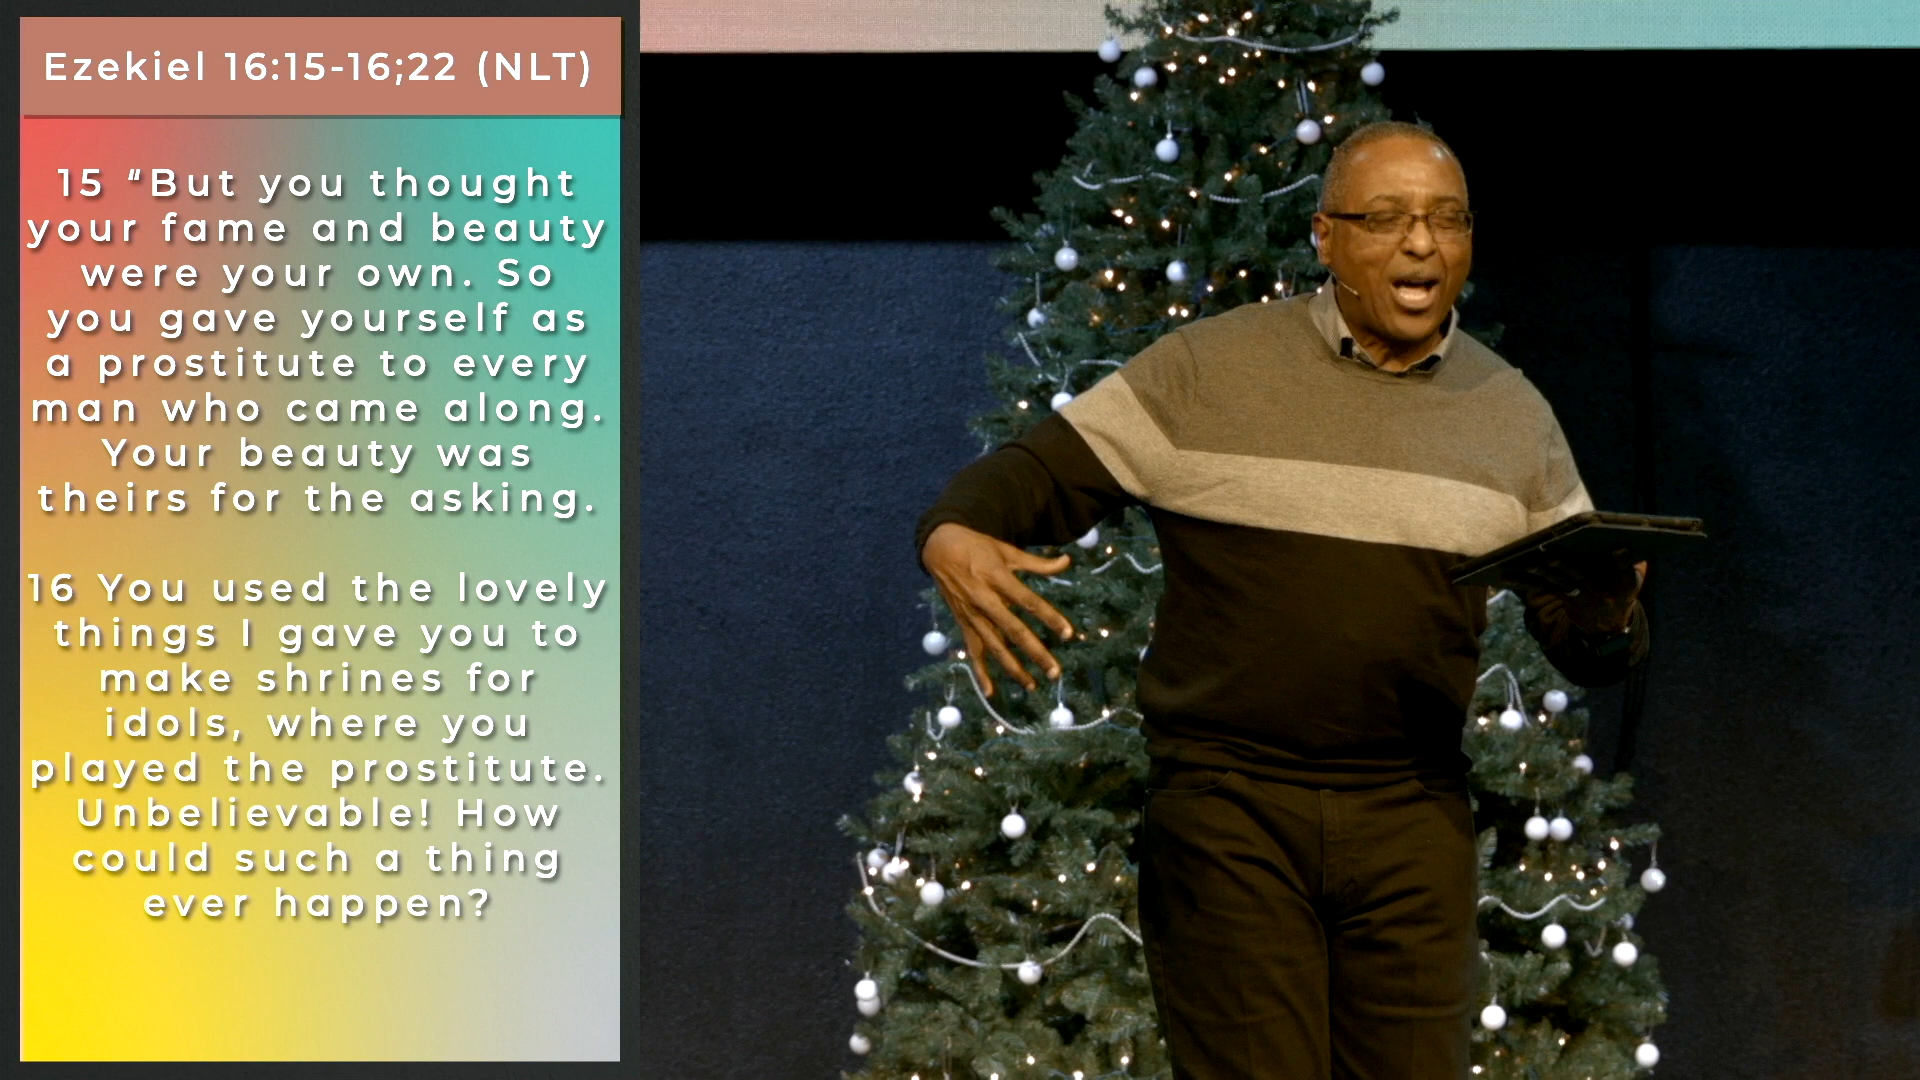 Ezekiel 16:15-16;22 (NLT)
15 "But you thought
your fame and beauty
were your own. So
you gave yourself as
a prostitute to every
man who came along.
Your beauty was
theirs for the asking.
16 You used the lovely
things I gave you to
make shrines for
idols, where you
played the prostitute.
Unbelievable! How
could such a thing
ever happen?